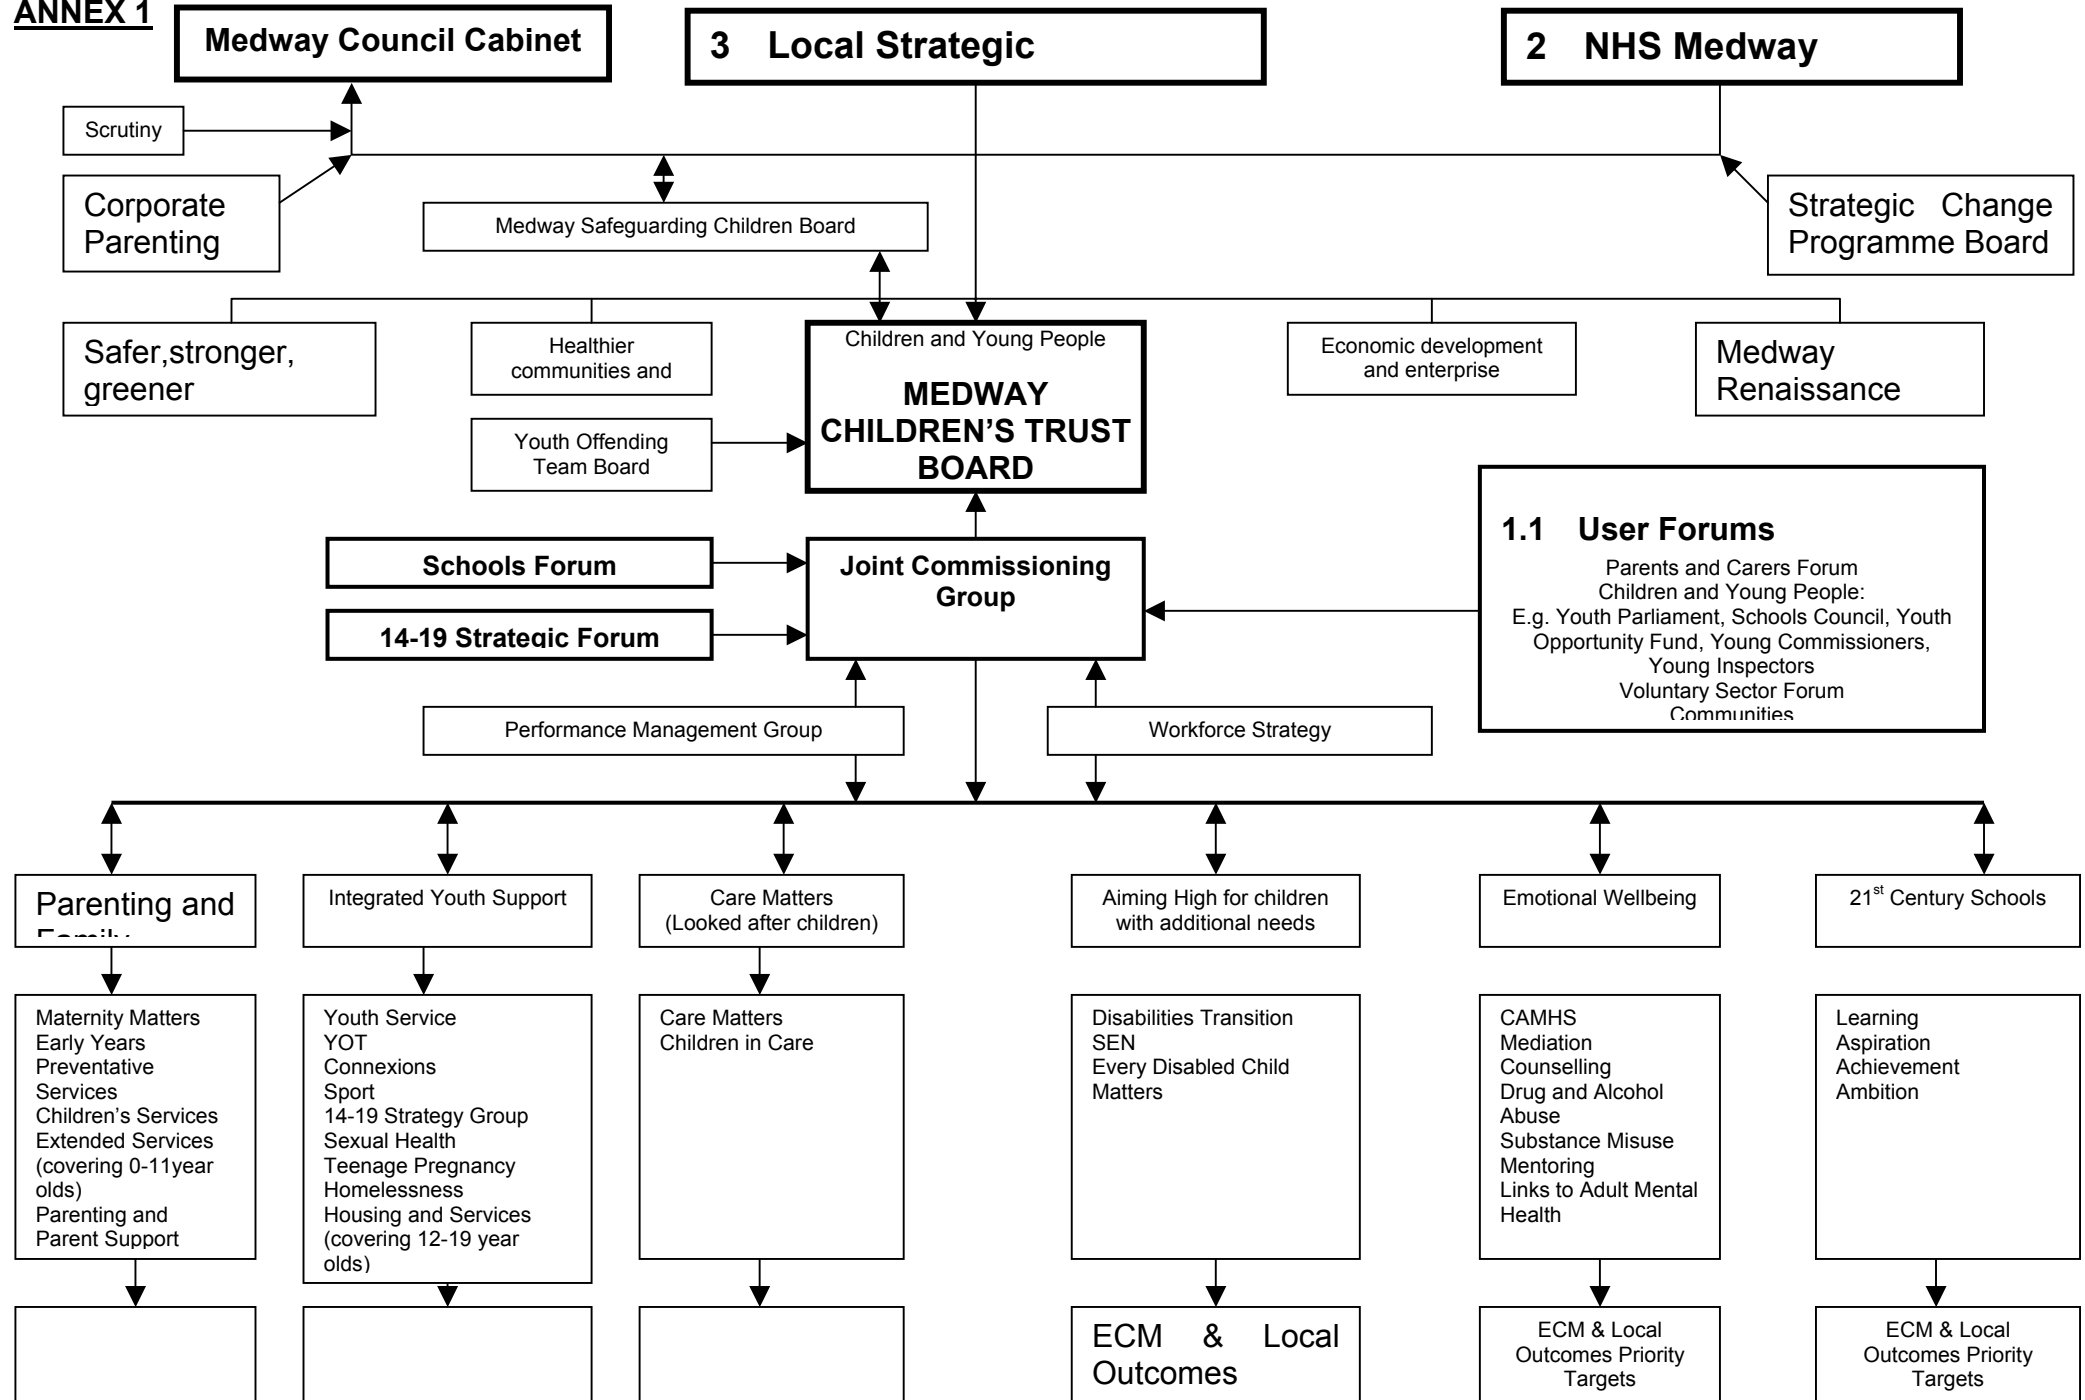 ANNEX 1
Medway Council Cabinet
3 Local Strategic
2 NHS Medway
Scrutiny
Corporate
Parenting
Medway Safeguarding Children Board
Strategic Change
Programme Board
Safer,stronger,
greener
Healthier
communities and
Children and Young People
MEDWAY
CHILDREN’S TRUST
BOARD
Economic development
and enterprise
Medway
Renaissance
Youth Offending
Team Board
Schools Forum
14-19 Strategic Forum
Joint Commissioning
Group
1.1 User Forums
Parents and Carers Forum
Children and Young People:
E.g. Youth Parliament, Schools Council, Youth
Opportunity Fund, Young Commissioners,
Young Inspectors
Voluntary Sector Forum
Communities
Performance Management Group
Workforce Strategy
Parenting and
Family
Integrated Youth Support
Care Matters
(Looked after children)
Aiming High for children
with additional needs
Emotional Wellbeing
21st Century Schools
Maternity Matters
Early Years
Preventative
Services
Children’s Services
Extended Services
(covering 0-11year
olds)
Parenting and
Parent Support
Youth Service
YOT
Connexions
Sport
14-19 Strategy Group
Sexual Health
Teenage Pregnancy
Homelessness
Housing and Services
(covering 12-19 year
olds)
Care Matters
Children in Care
Disabilities Transition
SEN
Every Disabled Child
Matters
CAMHS
Mediation
Counselling
Drug and Alcohol
Abuse
Substance Misuse
Mentoring
Links to Adult Mental
Health
Learning
Aspiration
Achievement
Ambition
ECM & Local
Outcomes
ECM & Local
Outcomes Priority
Targets
ECM & Local
Outcomes Priority
Targets